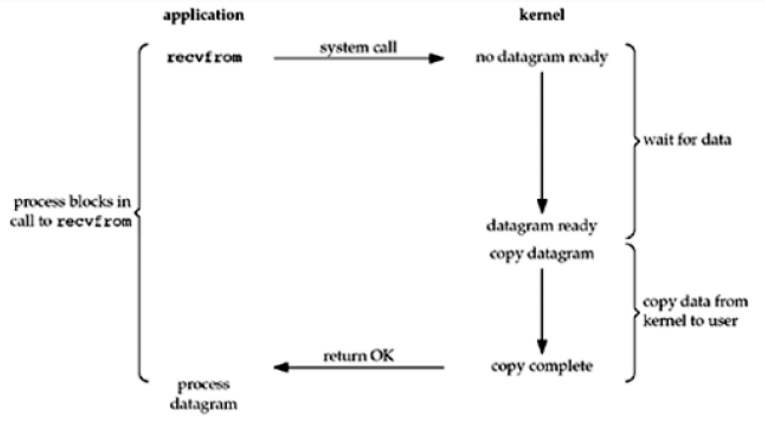 application
kernel
recvfrom
system call
no datagram ready
wait for data
process blocks in
call to recvfrom
datagram ready
copy datagram
copy data from
kernel to user
return OK
copy complete
process
datagram